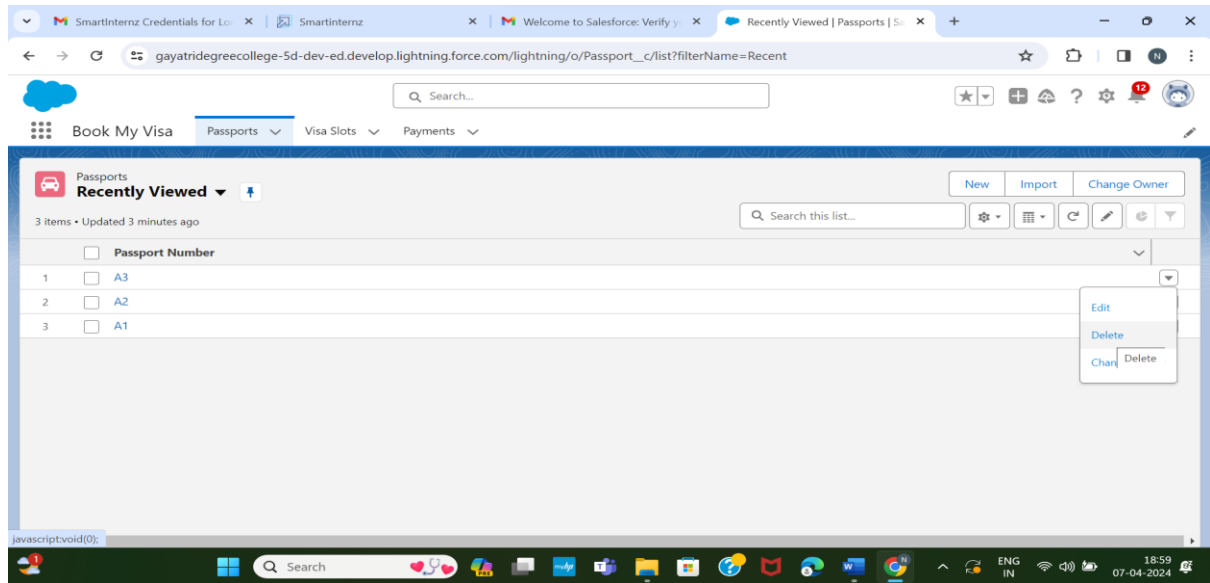 SmartInternz Credentials for Lo
Smartinternz
Welcome to Salesforce: Verify y
Recently Viewed | Passports | Sa
gayatridegreecollege-5d-dev-ed.develop.lightning.force.com/lightning/o/Passport__c/list?filterName=Recent
N
Search...
12
Book My Visa
Passports
Visa Slots
Payments
Passports
Recently Viewed
New
Import
Change Owner
3 items • Updated 3 minutes ago
Search this list...
Passport Number
1 A3
2 A2
3 A1
Edit
Delete
Chan
Delete
javascript:void(0);
1
Search
PRE
W
N
ENG
IN
18:59
07-04-2024